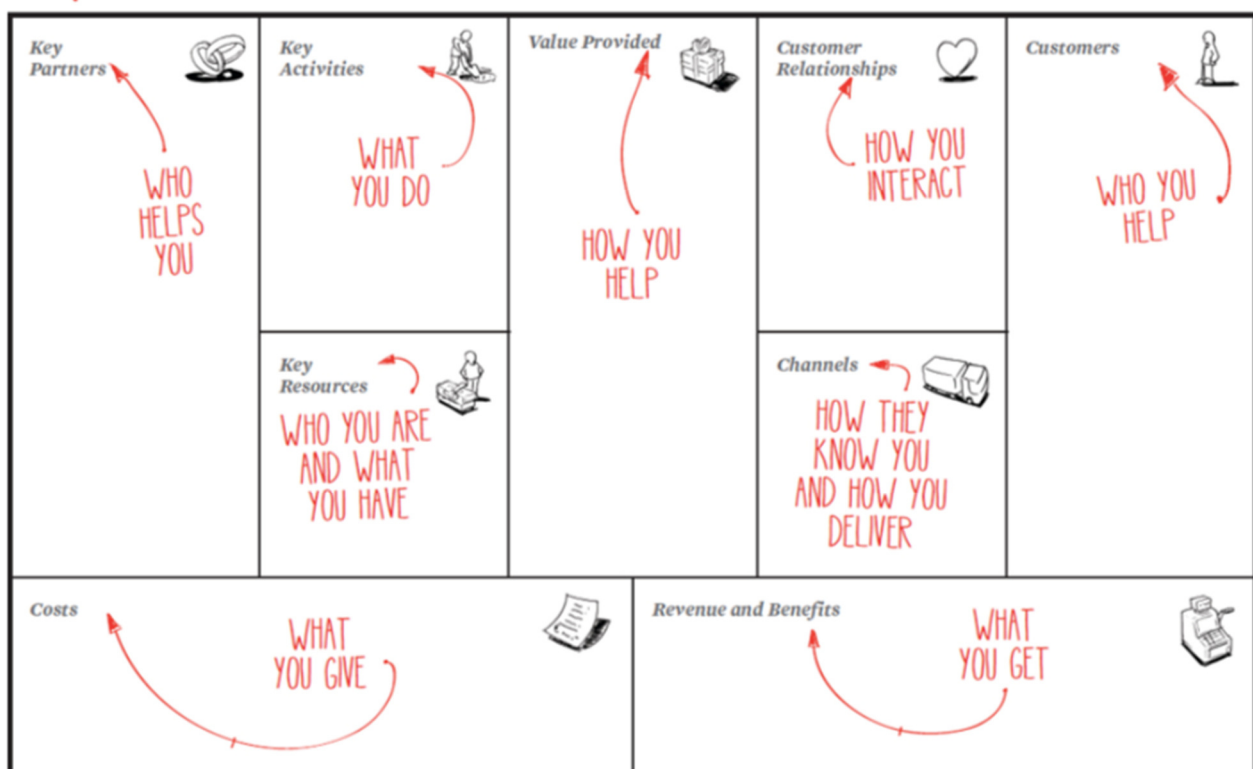 Key
Partners
WHO
HELPS
YOU
Key
Activities
WHAT
YOU DO
Key
Resources
WHO YOU ARE
AND WHAT
YOU HAVE
Value Provided
HOW YOU
HELP
Customer
Relationships
HOW YOU
INTERACT
Channels
HOW THEY
KNOW YOU
AND HOW YOU
DELIVER
Customers
WHO YOU
HELP
Costs
WHAT
YOU GIVE
Revenue and Benefits
WHAT
YOU GET